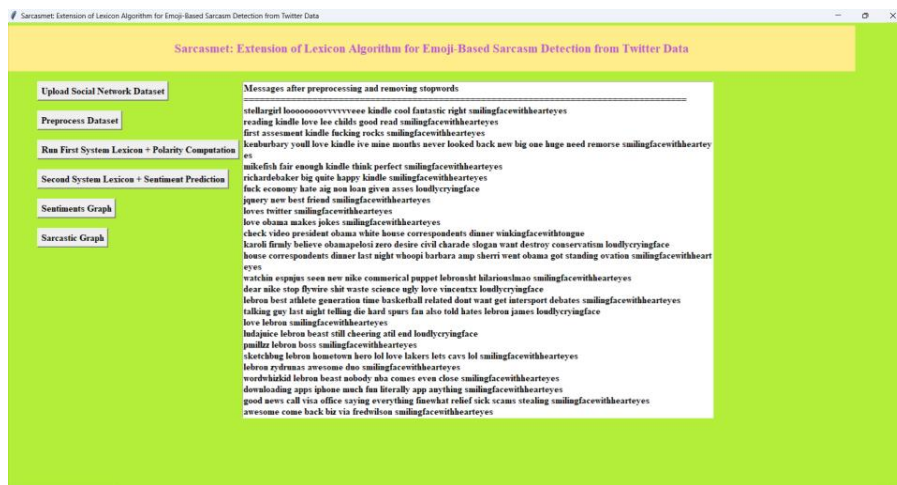 Sarcasmet: Extension of Lexicon Algorithm for Emoji-Based Sarcasm Detection from Twitter Data
Sarcasmet: Extension of Lexicon Algorithm for Emoji-Based Sarcasm Detection from Twitter Data
Upload Social Network Dataset
Preprocess Dataset
Run First System Lexicon + Polarity Computation
Second System Lexicon + Sentiment Prediction
Sentiments Graph
Sarcastic Graph
Messages after preprocessing and removing stopwords
stellargirl loooooooovvvvvveee kindle cool fantastic right smilingfacewithhearteyes
reading kindle love lee childs good read smilingfacewithhearteyes
first assesment kindle fucking rocks smilingfacewithhearteyes
kenburbary youll love kindle ive mine months never looked back new big one huge need remorse smilingfacewithheartey
es
mikefish fair enough kindle think perfect smilingfacewithhearteyes
richardebaker big quite happy kindle smilingfacewithhearteyes
fuck economy hate aig non loan given asses loudlycryingface
jquery new best friend smilingfacewithhearteyes
loves twitter smilingfacewithhearteyes
love obama makes jokes smilingfacewithhearteyes
check video president obama white house correspondents dinner winkingfacewithtongue
karoli firmly believe obamapelosi zero desire civil charade slogan want destroy conservatism loudlycryingface
house correspondents dinner last night whoopi barbara amp sherri went obama got standing ovation smilingfacewithheart
eyes
watchin espnjus seen new nike commerical puppet lebronsht hilariouslmao smilingfacewithhearteyes
dear nike stop flywire shit waste science ugly love vincentxx loudlycryingface
lebron best athlete generation time basketball related dont want get intersport debates smilingfacewithhearteyes
talking guy last night telling die hard spurs fan also told hates lebron james loudlycryingface
love lebron smilingfacewithhearteyes
ludajuice lebron beast still cheering atil end loudlycryingface
pmillzz lebron boss smilingfacewithhearteyes
sketchbug lebron hometown hero lol love lakers lets cavs lol smilingfacewithhearteyes
lebron zydrunas awesome duo smilingfacewithhearteyes
wordwhizkid lebron beast nobody nba comes even close smilingfacewithhearteyes
downloading apps iphone much fun literally app anything smilingfacewithhearteyes
good news call visa office saying everything finewhat relief sick scams stealing smilingfacewithhearteyes
awesome come back biz via fredwilson smilingfacewithhearteyes